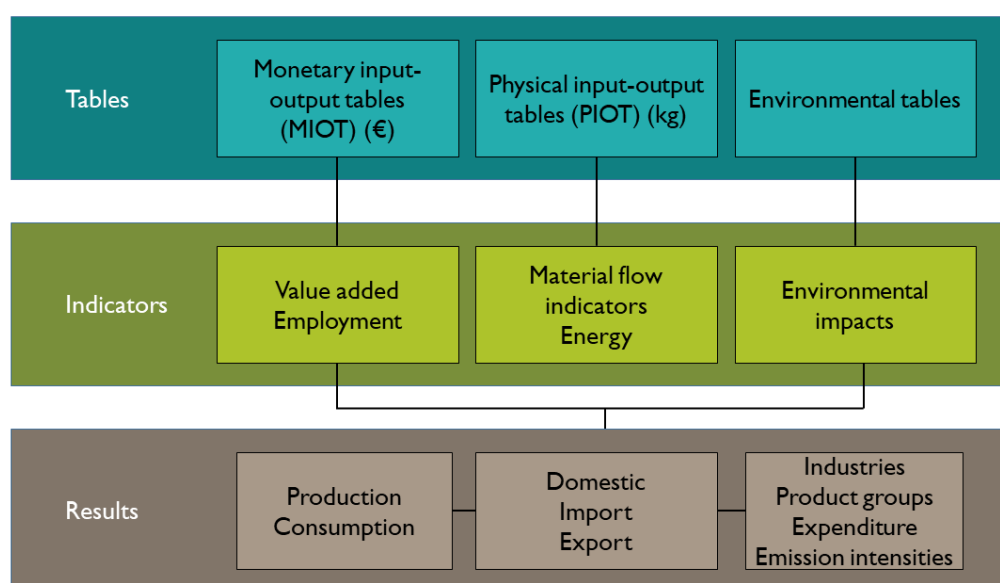 Tables
Monetary input-
output tables
(MIOT) (€)
Physical input-output
tables (PIOT) (kg)
Environmental tables
Indicators
Value added
Employment
Material flow
indicators
Energy
Environmental
impacts
Results
Production
Consumption
Domestic
Import
Export
Industries
Product groups
Expenditure
Emission intensities